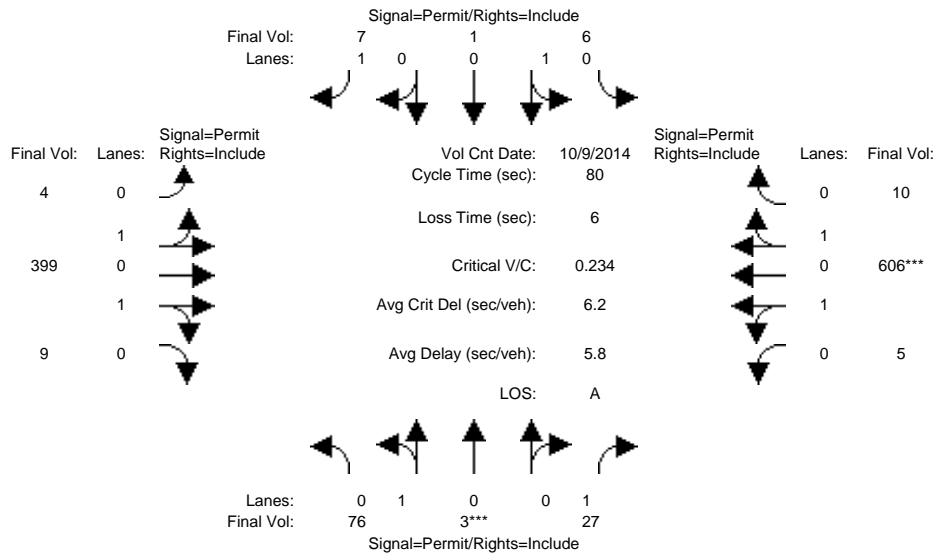 Signal=Permit/Rights=Include
Final Vol: 7 1 6
Lanes: 1 0 0 1 0
Signal=Permit Signal=Permit
Final Vol: Lanes: Rights=Include Vol Cnt Date: 10/9/2014 Rights=Include Lanes: Final Vol:
Cycle Time (sec): 80
4 0 0 10
Loss Time (sec): 6
1 1
399 0 Critical V/C: 0.234 0 606***
1 Avg Crit Del (sec/veh): 6.2 1
9 0 Avg Delay (sec/veh): 5.8 0 5
LOS: A
Lanes: 0 1 0 0 1
Final Vol: 76 3*** 27
Signal=Permit/Rights=Include